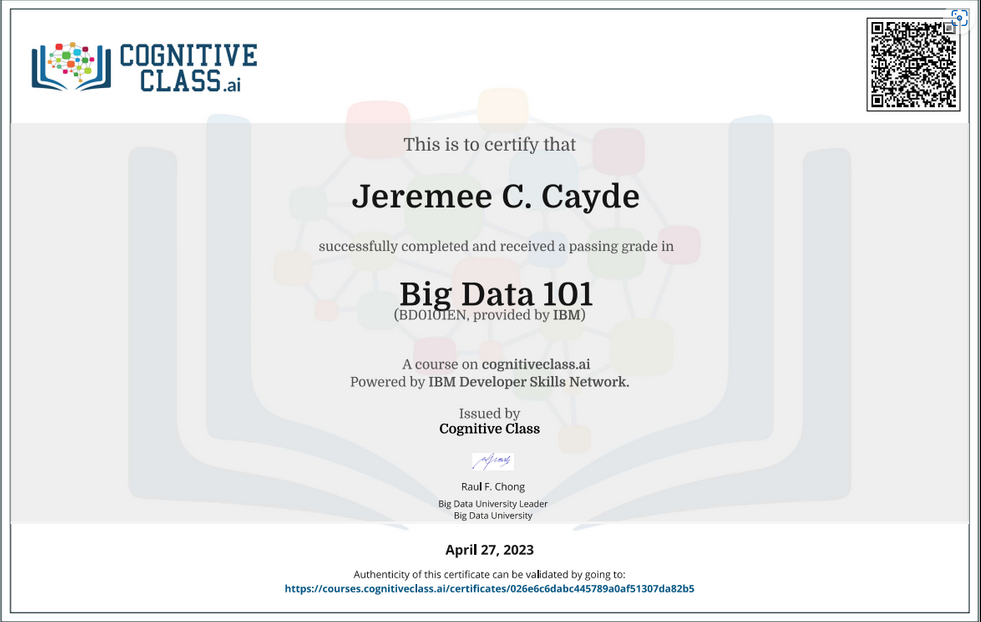 COGNITIVE
CLASS.ai
This is to certify that
Jeremee C. Cayde
successfully completed and received a passing grade in
Big Data 101
(BD0101EN, provided by IBM)
A course on cognitiveclass.ai
Powered by IBM Developer Skills Network.
Issued by
Cognitive Class
Raul F. Chong
Big Data University Leader
Big Data University
April 27, 2023
Authenticity of this certificate can be validated by going to:
https://courses.cognitiveclass.ai/certificates/026e6c6dabc445789a0af51307da82b5